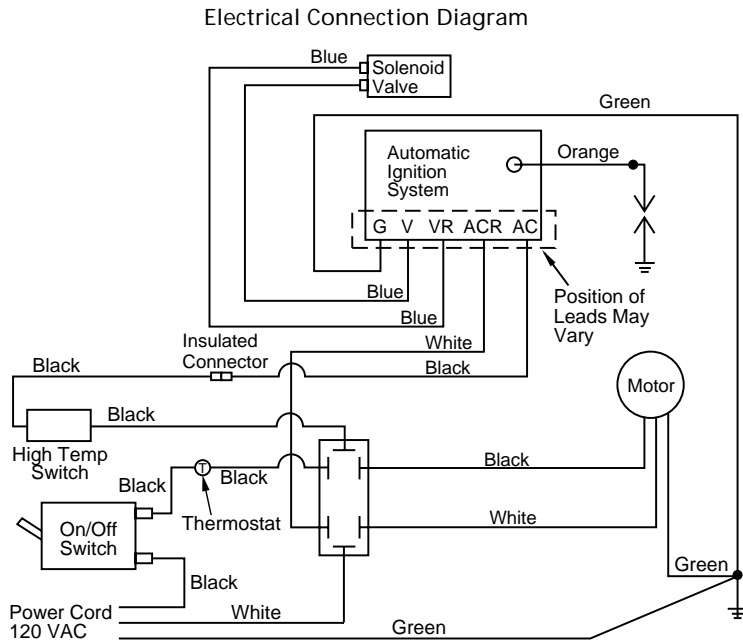 Electrical Connection Diagram
Blue
Solenoid
Valve
Green
Automatic
Ignition
System
Orange
G V VR ACR AC
Blue
Blue
Position of
Leads May
Vary
White
Insulated
Connector
Black
Black
Motor
Black
High Temp
Switch
Black
T
Black
Black
Thermostat
On/Off
Switch
White
Black
Green
Power Cord
120 VAC
White
Green